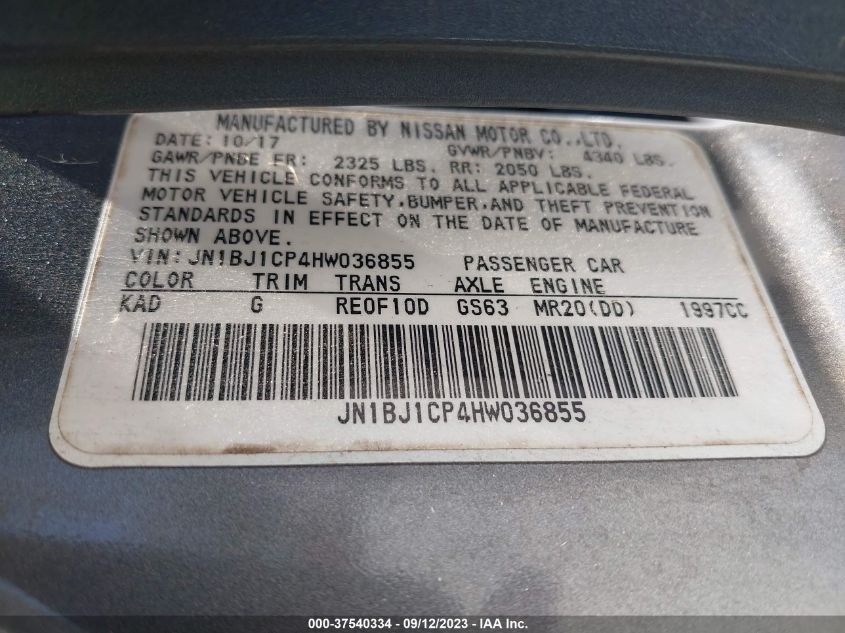 MANUFACTURED BY NISSAN MOTOR CO.,LTD.
DATE: 10/17 GVWR/PNBV: 4340 LBS.
GAWR/PNBE FR: 2325 LBS. RR: 2050 LBS.
THIS VEHICLE CONFORMS TO ALL APPLICABLE FEDERAL
MOTOR VEHICLE SAFETY,BUMPER,AND THEFT PREVENTION
STANDARDS IN EFFECT ON THE DATE OF MANUFACTURE
SHOWN ABOVE.
VIN: JN1BJ1CP4HW036855 PASSENGER CAR
COLOR TRIM TRANS AXLE ENGINE
KAD G RE0F10D GS63 MR20(DD) 1997CC
JN1BJ1CP4HW036855
000-37540334 - 09/12/2023 - IAA Inc.